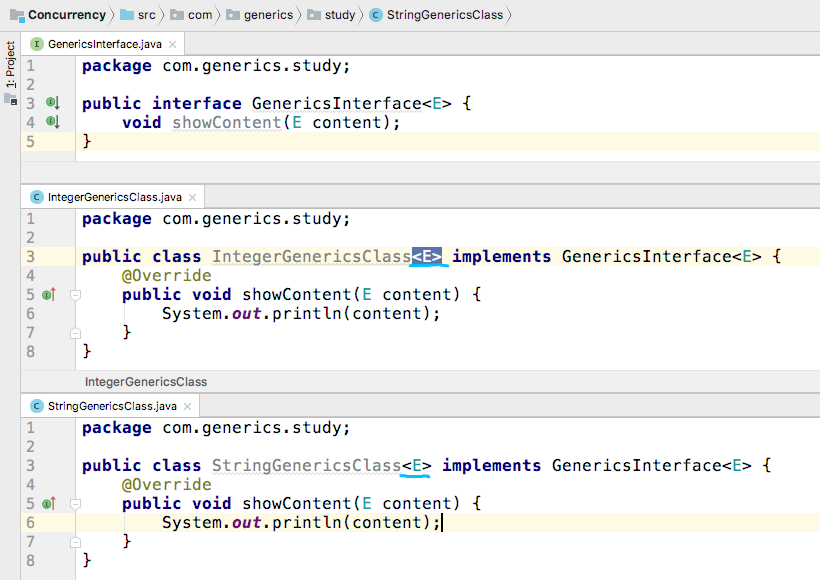 Concurrency src com generics study StringGenericsClass
1: Project
GenericsInterface.java
1 package com.generics.study;
2
3 public interface GenericsInterface<E> {
4     void showContent(E content);
5 }
IntegerGenericsClass.java
1 package com.generics.study;
2
3 public class IntegerGenericsClass<E> implements GenericsInterface<E> {
4     @Override
5     public void showContent(E content) {
6         System.out.println(content);
7     }
8 }
IntegerGenericsClass
StringGenericsClass.java
1 package com.generics.study;
2
3 public class StringGenericsClass<E> implements GenericsInterface<E> {
4     @Override
5     public void showContent(E content) {
6         System.out.println(content);
7     }
8 }